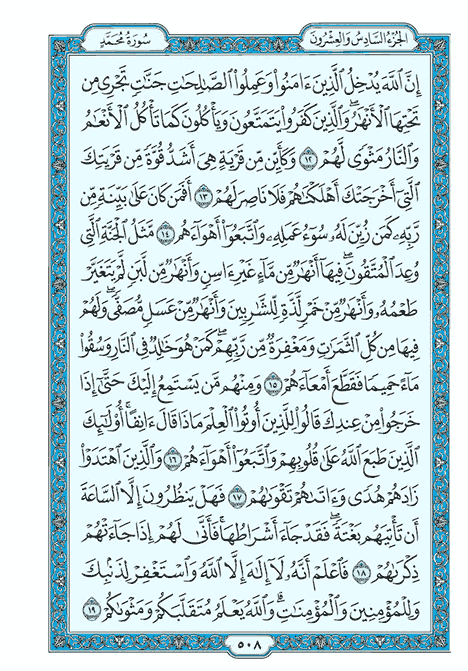 الجزء السادس والعشرون
سورة محمد
إِنَّ ٱللَّهَ يُدْخِلُ ٱلَّذِينَ ءَامَنُوا۟ وَعَمِلُوا۟ ٱلصَّـٰلِحَـٰتِ جَنَّـٰتٍ تَجْرِى مِن
تَحْتِهَا ٱلْأَنْهَـٰرُ ۖ وَٱلَّذِينَ كَفَرُوا۟ يَتَمَتَّعُونَ وَيَأْكُلُونَ كَمَا تَأْكُلُ ٱلْأَنْعَـٰمُ
وَٱلنَّارُ مَثْوًى لَّهُمْ ١٢ وَكَأَيِّن مِّن قَرْيَةٍ هِىَ أَشَدُّ قُوَّةً مِّن قَرْيَتِكَ
ٱلَّتِىٓ أَخْرَجَتْكَ أَهْلَكْنَـٰهُمْ فَلَا نَاصِرَ لَهُمْ ١٣ أَفَمَن كَانَ عَلَىٰ بَيِّنَةٍ مِّن
رَّبِّهِۦ كَمَن زُيِّنَ لَهُۥ سُوٓءُ عَمَلِهِۦ وَٱتَّبَعُوٓا۟ أَهْوَآءَهُم ١٤ مَّثَلُ ٱلْجَنَّةِ ٱلَّتِى
وُعِدَ ٱلْمُتَّقُونَ ۖ فِيهَآ أَنْهَـٰرٌ مِّن مَّآءٍ غَيْرِ ءَاسِنٍ وَأَنْهَـٰرٌ مِّن لَّبَنٍ لَّمْ يَتَغَيَّرْ
طَعْمُهُۥ وَأَنْهَـٰرٌ مِّنْ خَمْرٍ لَّذَّةٍ لِّلشَّـٰرِبِينَ وَأَنْهَـٰرٌ مِّنْ عَسَلٍ مُّصَفًّى ۖ وَلَهُمْ
فِيهَا مِن كُلِّ ٱلثَّمَرَٰتِ وَمَغْفِرَةٌ مِّن رَّبِّهِمْ ۖ كَمَنْ هُوَ خَـٰلِدٌ فِى ٱلنَّارِ وَسُقُوا۟
مَآءً حَمِيمًا فَقَطَّعَ أَمْعَآءَهُمْ ١٥ وَمِنْهُم مَّن يَسْتَمِعُ إِلَيْكَ حَتَّىٰٓ إِذَا
خَرَجُوا۟ مِنْ عِندِكَ قَالُوا۟ لِلَّذِينَ أُوتُوا۟ ٱلْعِلْمَ مَاذَا قَالَ ءَانِفًا ۚ أُو۟لَـٰٓئِكَ
ٱلَّذِينَ طَبَعَ ٱللَّهُ عَلَىٰ قُلُوبِهِمْ وَٱتَّبَعُوٓا۟ أَهْوَآءَهُمْ ١٦ وَٱلَّذِينَ ٱهْتَدَوْا۟
زَادَهُمْ هُدًى وَءَاتَىٰهُمْ تَقْوَىٰهُمْ ١٧ فَهَلْ يَنظُرُونَ إِلَّا ٱلسَّاعَةَ
أَن تَأْتِيَهُم بَغْتَةً ۖ فَقَدْ جَآءَ أَشْرَاطُهَا ۚ فَأَنَّىٰ لَهُمْ إِذَا جَآءَتْهُمْ
ذِكْرَىٰهُمْ ١٨ فَٱعْلَمْ أَنَّهُۥ لَآ إِلَـٰهَ إِلَّا ٱللَّهُ وَٱسْتَغْفِرْ لِذَنۢبِكَ
وَلِلْمُؤْمِنِينَ وَٱلْمُؤْمِنَـٰتِ ۗ وَٱللَّهُ يَعْلَمُ مُتَقَلَّبَكُمْ وَمَثْوَىٰكُمْ ١٩
٥٠٨